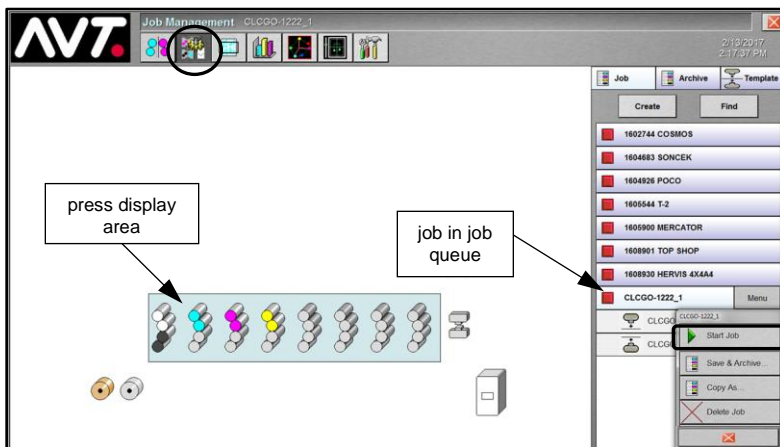 AVT.
Job Management CLCGO-1222_1
2/13/2017
2:17:37 PM
Job Archive Template
Create Find
1602744 COSMOS
1604683 SONCEK
1604926 POCO
1605544 T-2
1605900 MERCATOR
1608901 TOP SHOP
1608930 HERVIS 4X4A4
CLCGO-1222_1 Menu
CLCGO
CLCGO-1222_1
Start Job
CLCGO
Save & Archive...
Copy As...
Delete Job
press display
area
job in job
queue